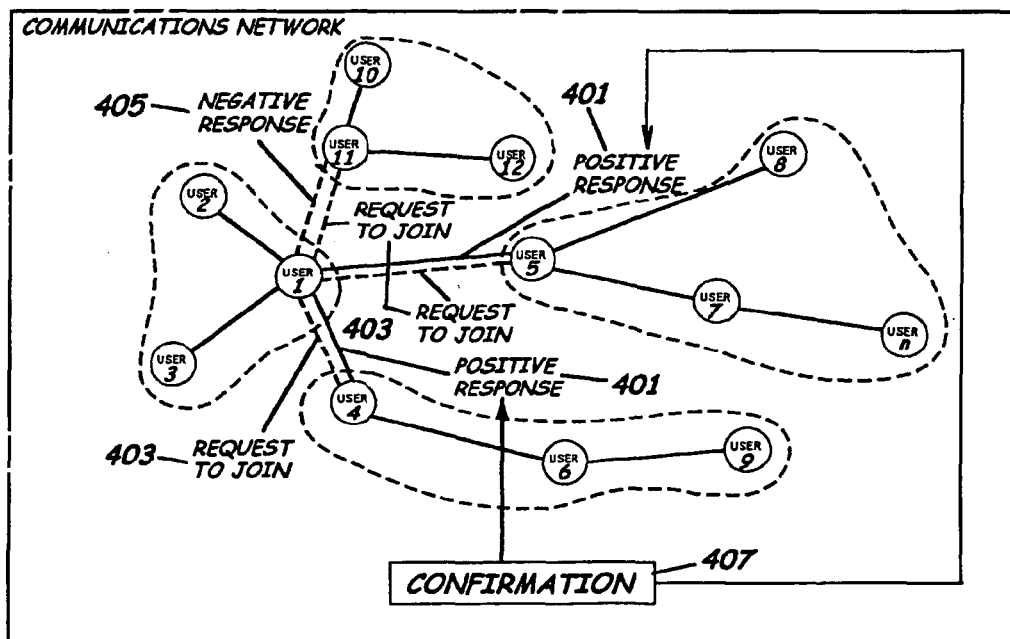 COMMUNICATIONS NETWORK
USER
10
405
NEGATIVE
RESPONSE
401
USER
11
USER
12
POSITIVE
RESPONSE
USER
8
USER
2
REQUEST
TO JOIN
USER
1
USER
5
REQUEST
TO JOIN
USER
7
USER
n
403
USER
3
POSITIVE
RESPONSE
401
USER
4
403
REQUEST
TO JOIN
USER
6
USER
9
CONFIRMATION
407